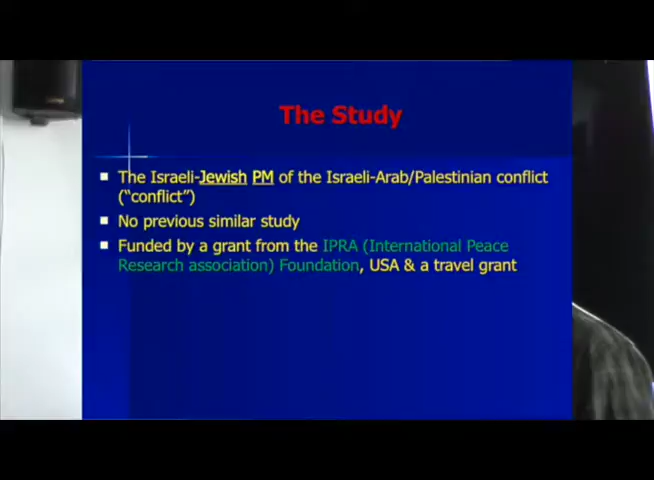 The Study
The Israeli-Jewish PM of the Israeli-Arab/Palestinian conflict
("conflict")
No previous similar study
Funded by a grant from the IPRA (International Peace
Research association) Foundation, USA & a travel grant